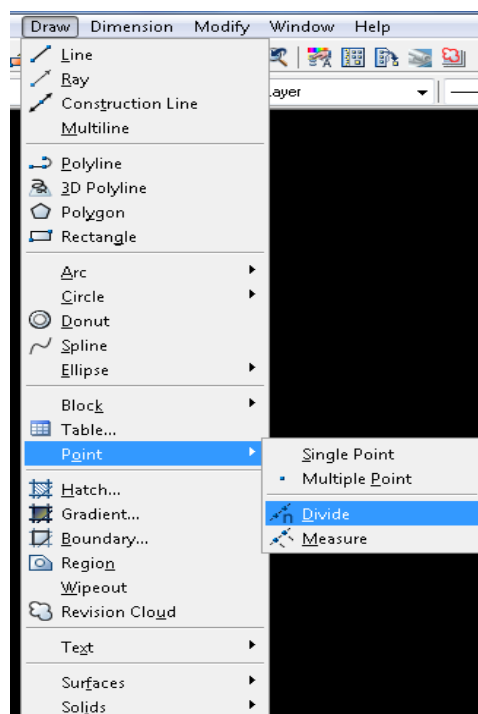 Draw Dimension Modify Window Help
Line
Ray
ayer
Construction Line
Multiline
Polyline
3D Polyline
Polygon
Rectangle
Arc
Circle
Donut
Spline
Ellipse
Block
Table...
Point
Single Point
Multiple Point
Divide
Measure
Hatch...
Gradient...
Boundary...
Region
Wipeout
Revision Cloud
Text
Surfaces
Solids